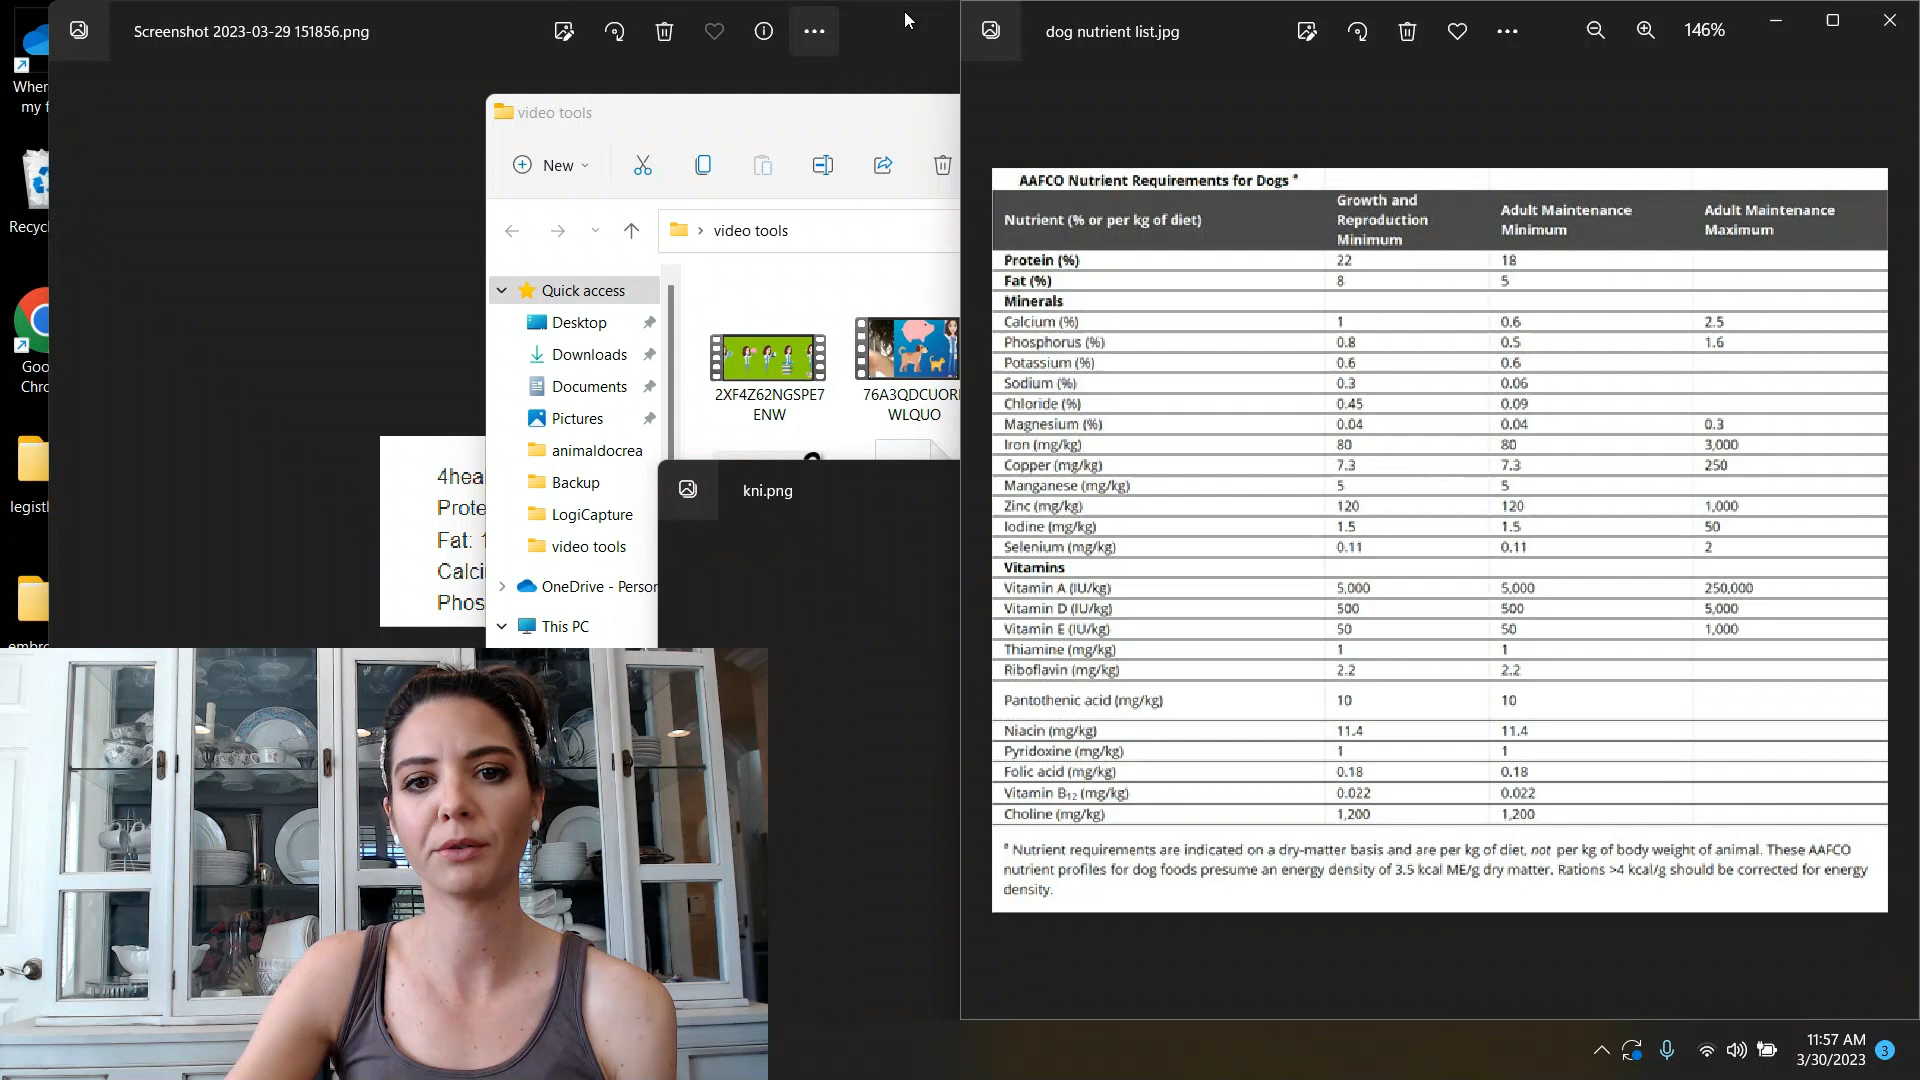 Screenshot 2023-03-29 151856.png
dog nutrient list.jpg
146%
Wher
my f
Recycl
Goo
Chro
legistl
embro
video tools
New
video tools
Quick access
Desktop
Downloads
Documents
Pictures
animaldocrea
Backup
LogiCapture
video tools
OneDrive - Person
This PC
2XF4Z62NGSPE7
ENW
76A3QDCUORI
WLQUO
kni.png
4heal
Prote
Fat: 1
Calci
Phos
AAFCO Nutrient Requirements for Dogs a
Nutrient (% or per kg of diet) Growth and Reproduction Minimum Adult Maintenance Minimum Adult Maintenance Maximum
Protein (%) 22 18
Fat (%) 8 5
Minerals
Calcium (%) 1 0.6 2.5
Phosphorus (%) 0.8 0.5 1.6
Potassium (%) 0.6 0.6
Sodium (%) 0.3 0.06
Chloride (%) 0.45 0.09
Magnesium (%) 0.04 0.04 0.3
Iron (mg/kg) 80 80 3,000
Copper (mg/kg) 7.3 7.3 250
Manganese (mg/kg) 5 5
Zinc (mg/kg) 120 120 1,000
Iodine (mg/kg) 1.5 1.5 50
Selenium (mg/kg) 0.11 0.11 2
Vitamins
Vitamin A (IU/kg) 5,000 5,000 250,000
Vitamin D (IU/kg) 500 500 5,000
Vitamin E (IU/kg) 50 50 1,000
Thiamine (mg/kg) 1 1
Riboflavin (mg/kg) 2.2 2.2
Pantothenic acid (mg/kg) 10 10
Niacin (mg/kg) 11.4 11.4
Pyridoxine (mg/kg) 1 1
Folic acid (mg/kg) 0.18 0.18
Vitamin B12 (mg/kg) 0.022 0.022
Choline (mg/kg) 1,200 1,200
a Nutrient requirements are indicated on a dry-matter basis and are per kg of diet, not per kg of body weight of animal. These AAFCO
nutrient profiles for dog foods presume an energy density of 3.5 kcal ME/g dry matter. Rations >4 kcal/g should be corrected for energy
density.
11:57 AM
3/30/2023
3